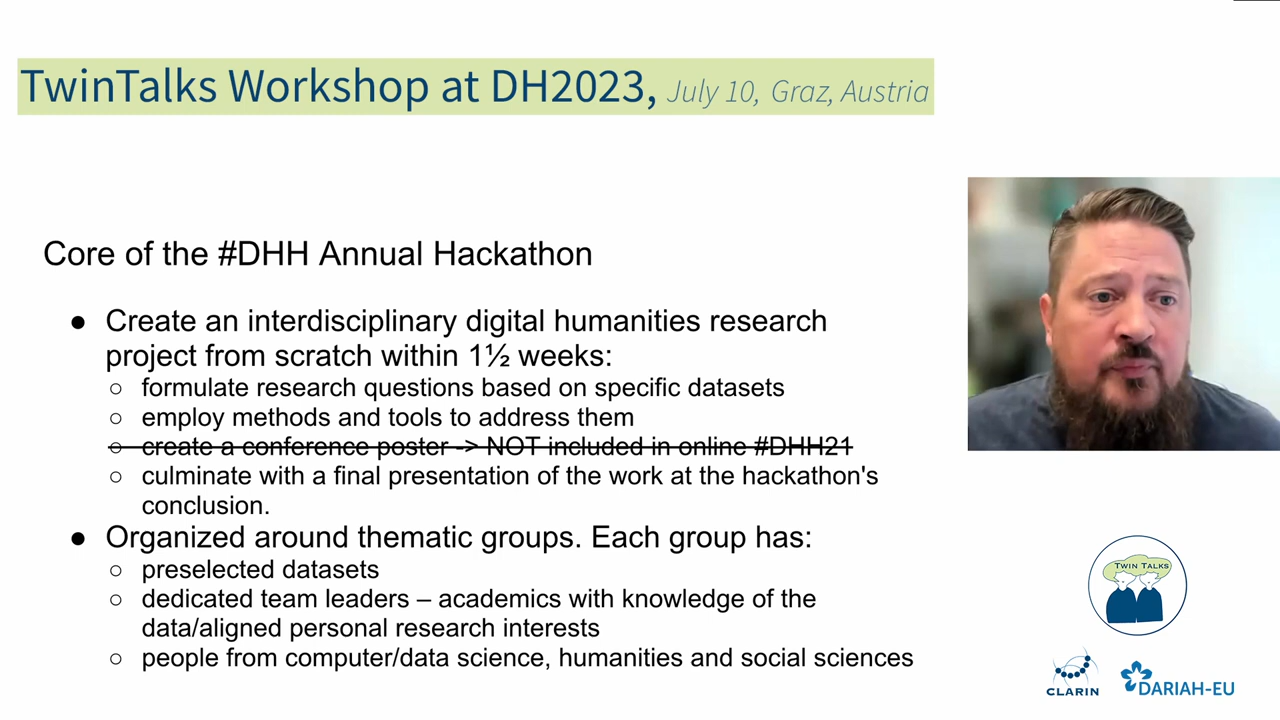 TwinTalks Workshop at DH2023, July 10, Graz, Austria
Core of the #DHH Annual Hackathon
● Create an interdisciplinary digital humanities research
project from scratch within 1½ weeks:
○ formulate research questions based on specific datasets
○ employ methods and tools to address them
○ create a conference poster -> NOT included in online #DHH21
○ culminate with a final presentation of the work at the hackathon's
conclusion.
● Organized around thematic groups. Each group has:
○ preselected datasets
○ dedicated team leaders – academics with knowledge of the
data/aligned personal research interests
○ people from computer/data science, humanities and social sciences
TWIN TALKS
CLARIN
DARIAH-EU